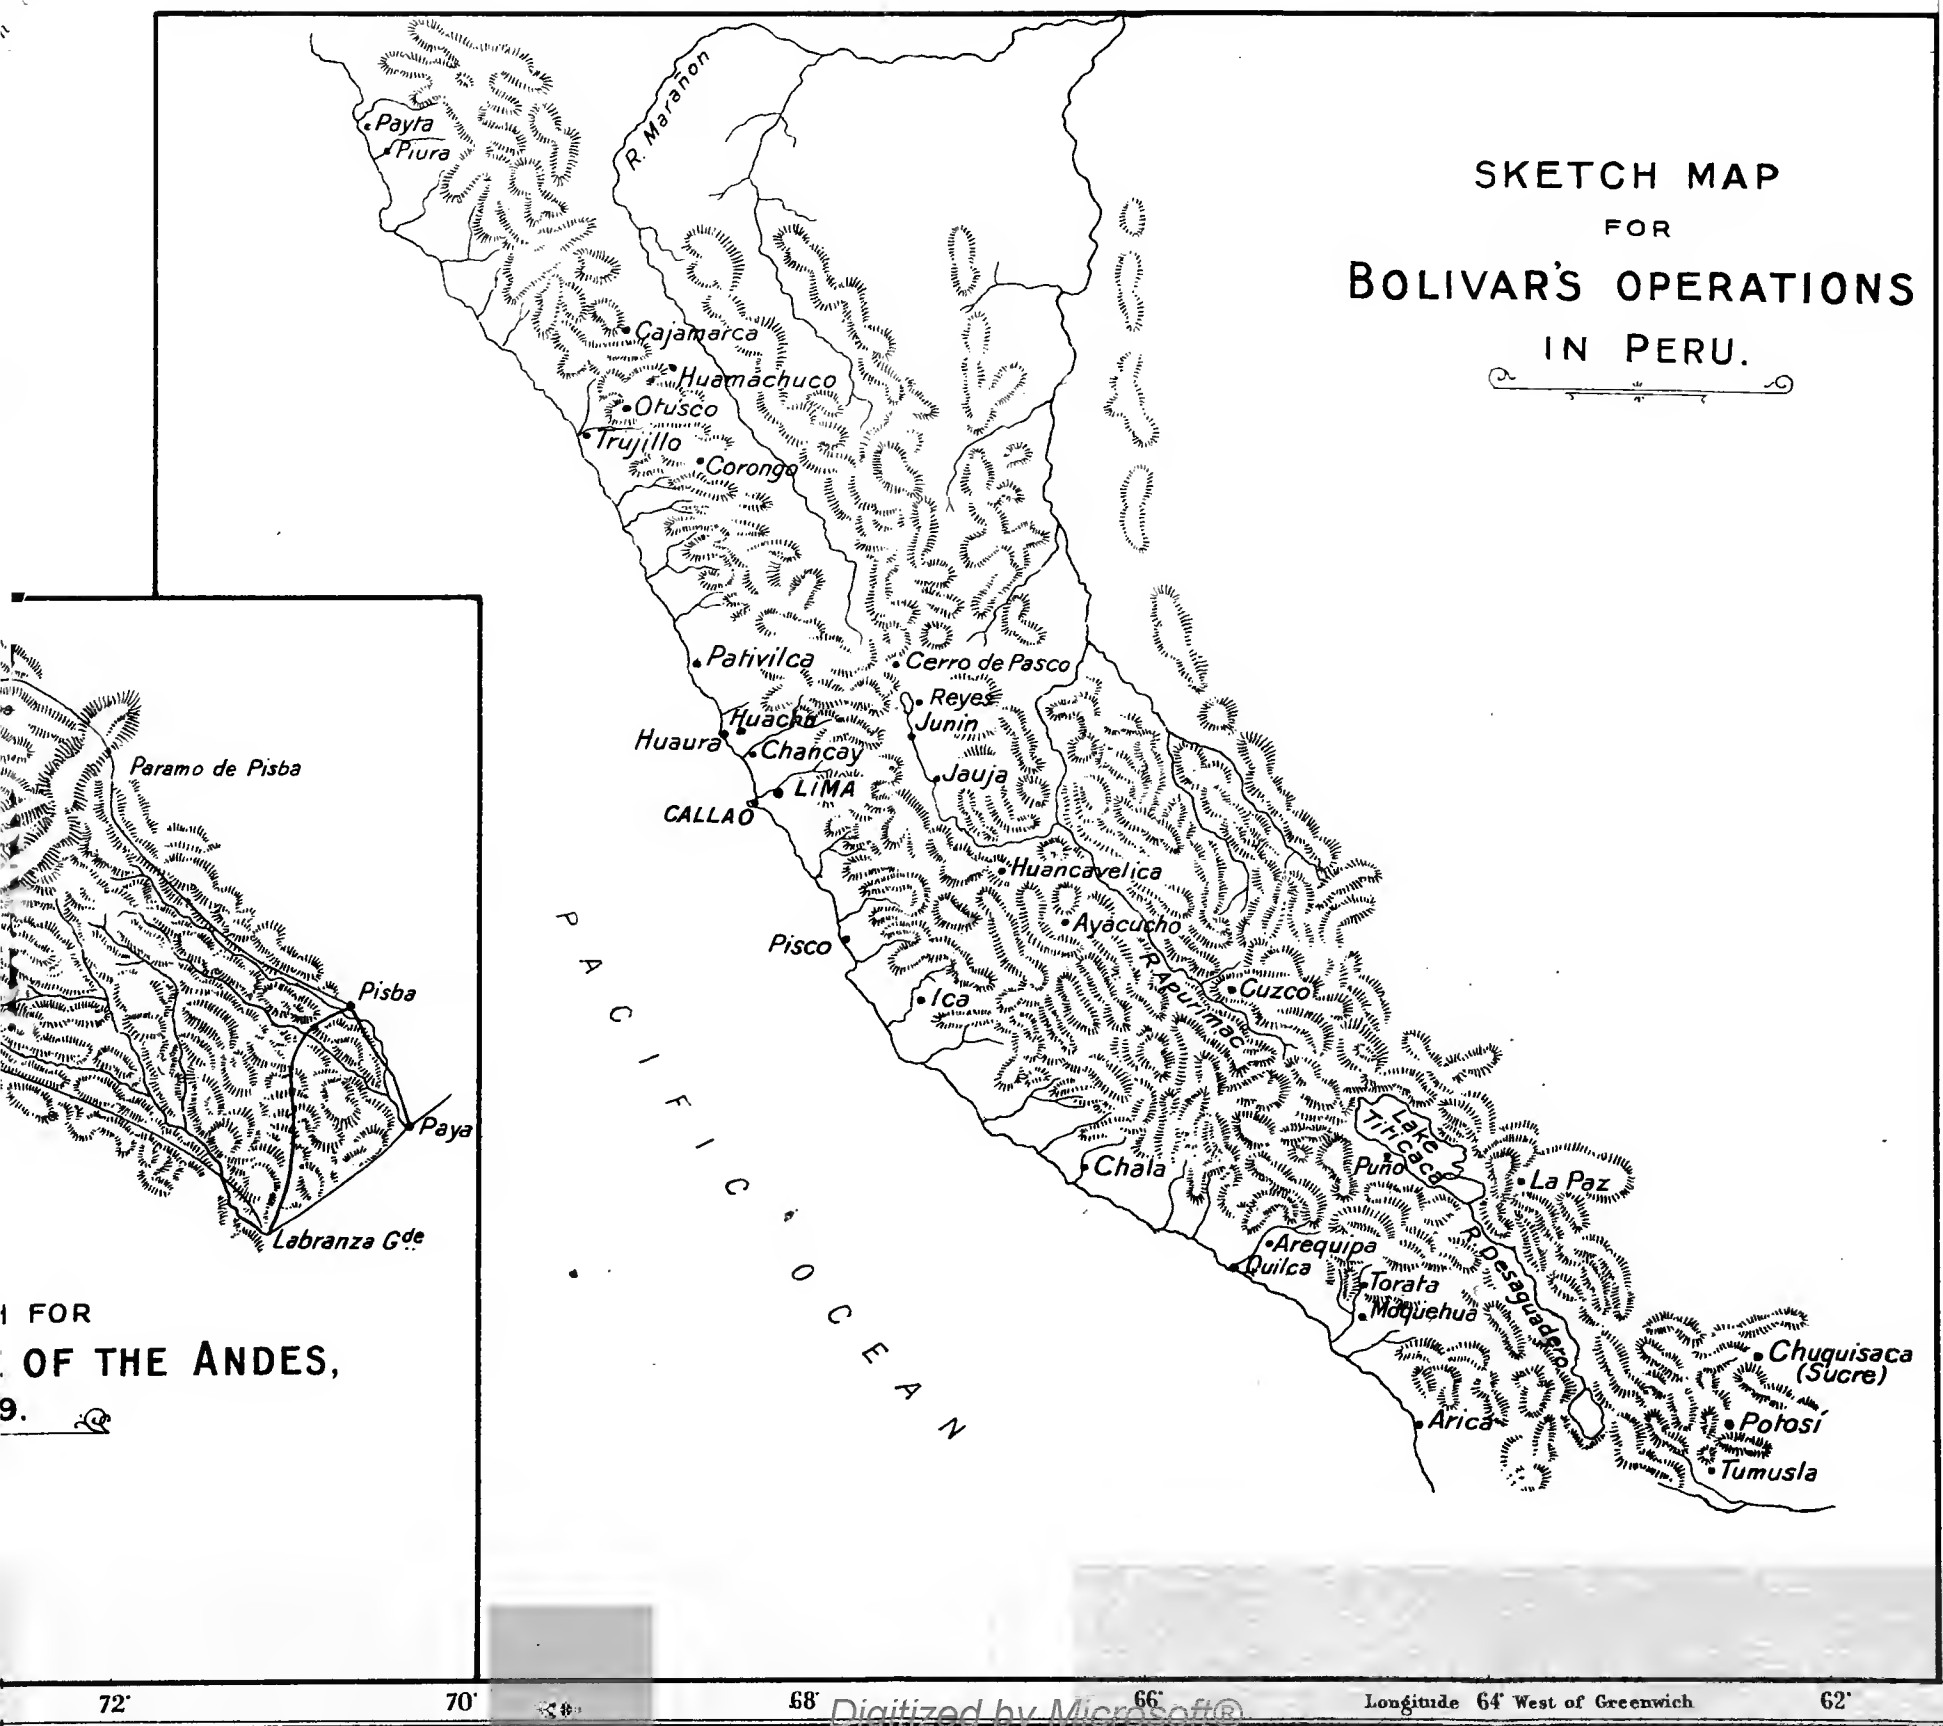 SKETCH MAP
FOR
BOLIVAR'S OPERATIONS
IN PERU.
R. Marañon
Payta
Piura
Cajamarca
Huamachuco
Otusco
Trujillo
Corongo
Pativilca
Cerro de Pasco
Reyes
Huacho
Junin
Huaura
Chancay
Jauja
LIMA
CALLAO
Huancavelica
Ayacucho
Pisco
R. Apurimac
Cuzco
Ica
PACIFIC OCEAN
Lake
Titicaca
Chala
Puño
La Paz
R. Desaguadero
Arequipa
Quilca
Torata
Moquehua
Chuquisaca
(Sucre)
Arica
Potosí
Tumusla
Paramo de Pisba
Pisba
Paya
Labranza Gde
FOR
OF THE ANDES,
9.
72°
70°
68°
66°
Longitude 64° West of Greenwich
62°
Digitized by Microsoft®